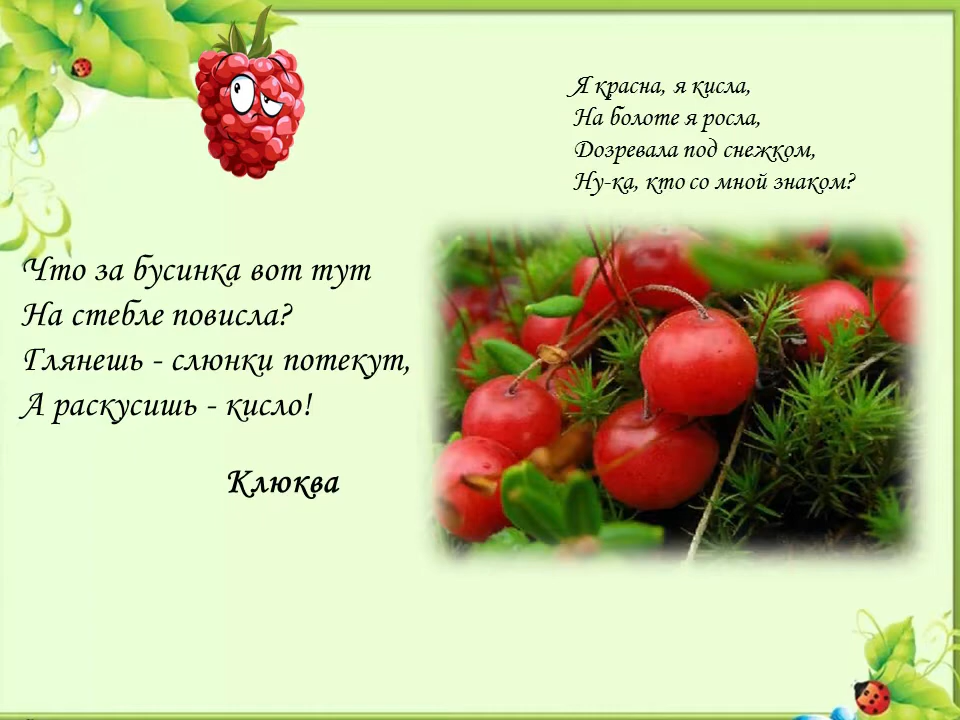 Я красна, я кисла,
На болоте я росла,
Дозревала под снежком,
Ну-ка, кто со мной знаком?
Что за бусинка вот тут
На стебле повисла?
Глянешь - слюнки потекут,
А раскусишь - кисло!
Клюква